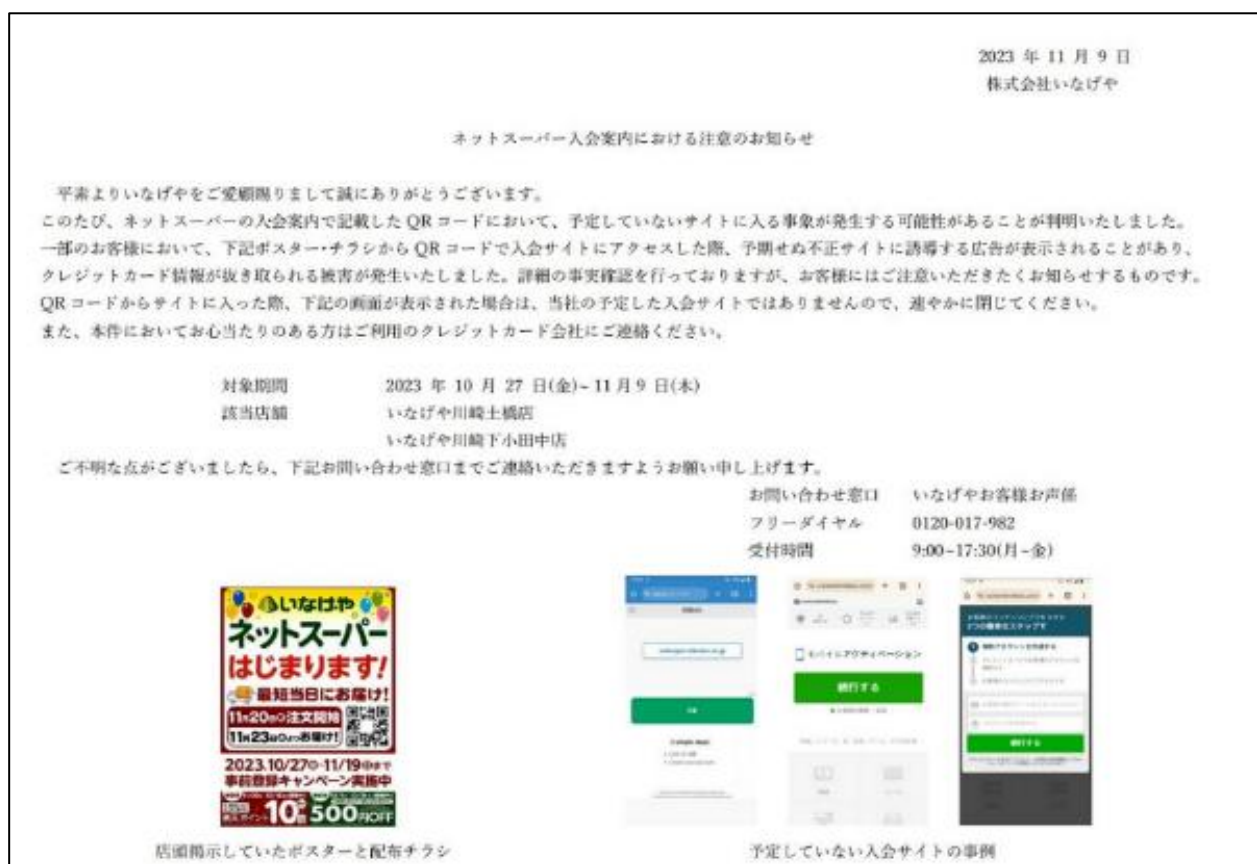 2023 年 11 月 9 日
株式会社いなげや
ネットスーパー入会案内における注意のお知らせ
平素よりいなげやをご愛顧賜りまして誠にありがとうございます。
このたび、ネットスーパーの入会案内で記載した QR コードにおいて、予定していないサイトに入る事象が発生する可能性があることが判明いたしました。
一部のお客様において、下記ポスター・チラシから QR コードで入会サイトにアクセスした際、予期せぬ不正サイトに誘導する広告が表示されることがあり、
クレジットカード情報が抜き取られる被害が発生いたしました。詳細の事実確認を行っておりますが、お客様にはご注意いただきたくお知らせするものです。
QR コードからサイトに入った際、下記の画面が表示された場合は、当社の予定した入会サイトではありませんので、速やかに閉じてください。
また、本件においてお心当たりのある方はご利用のクレジットカード会社にご連絡ください。
対象期間 2023 年 10 月 27 日(金)~11月9 日(木)
該当店舗 いなげや川崎土橋店
いなげや川崎下小田中店
ご不明な点がございましたら、下記お問い合わせ窓口までご連絡いただきますようお願い申し上げます。
お問い合わせ窓口 いなげやお客様お声係
フリーダイヤル 0120-017-982
受付時間 9:00~17:30(月~金)
いなげや
ネットスーパー
はじまります!
最短当日にお届け!
11月20日 注文開始
11月23日 よりお届け!
2023.10/27 11/19 まで
事前登録キャンペーン実施中
ポイント10倍 500円OFF
モバイルアクティベーション
続行する
2つの簡単なステップです
続行する
店頭掲示していたポスターと配布チラシ
予定していない入会サイトの事例